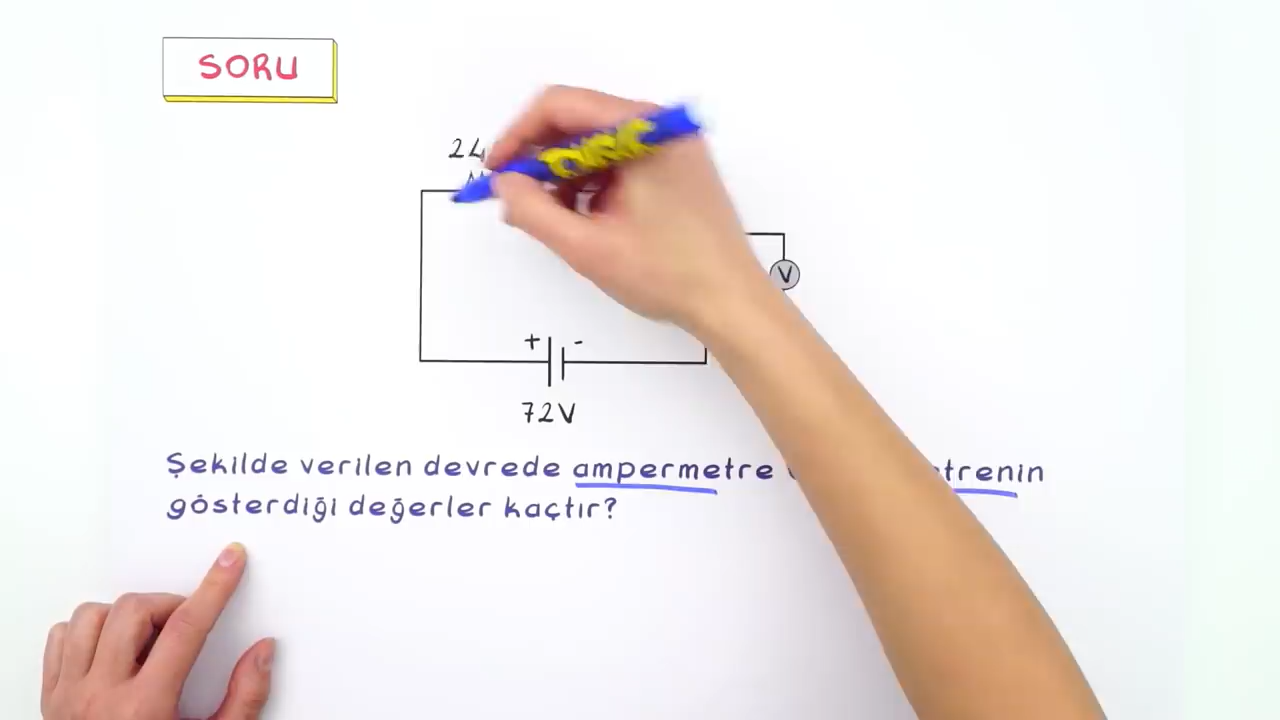 SORU
V
+ -
72V
Şekilde verilen devrede ampermetre
gösterdiği değerler kaçtır?